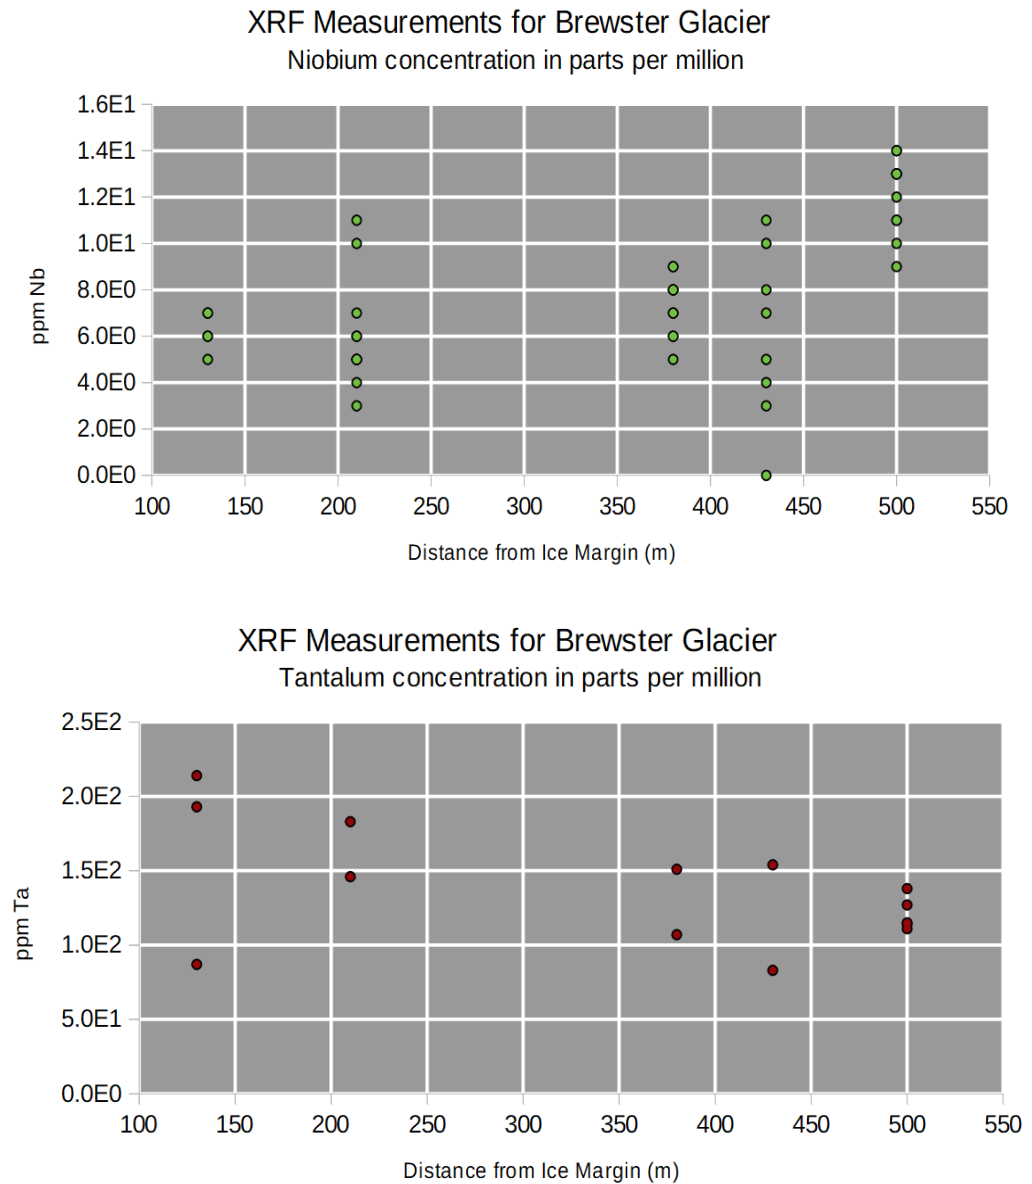 XRF Measurements for Brewster Glacier
Niobium concentration in parts per million
1.6E1
1.4E1
1.2E1
1.0E1
8.0E0
6.0E0
4.0E0
2.0E0
0.0E0
ppm Nb
100 150 200 250 300 350 400 450 500 550
Distance from Ice Margin (m)
XRF Measurements for Brewster Glacier
Tantalum concentration in parts per million
2.5E2
2.0E2
1.5E2
1.0E2
5.0E1
0.0E0
ppm Ta
100 150 200 250 300 350 400 450 500 550
Distance from Ice Margin (m)